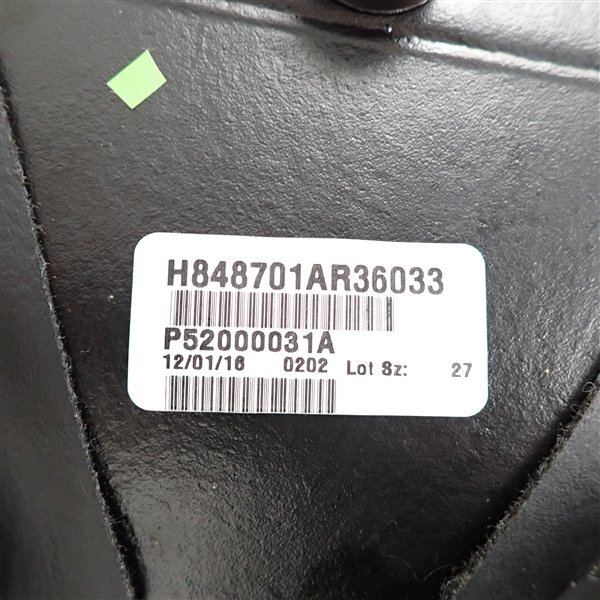 H848701AR36033
P52000031A
12/01/16 0202 Lot Sz: 27